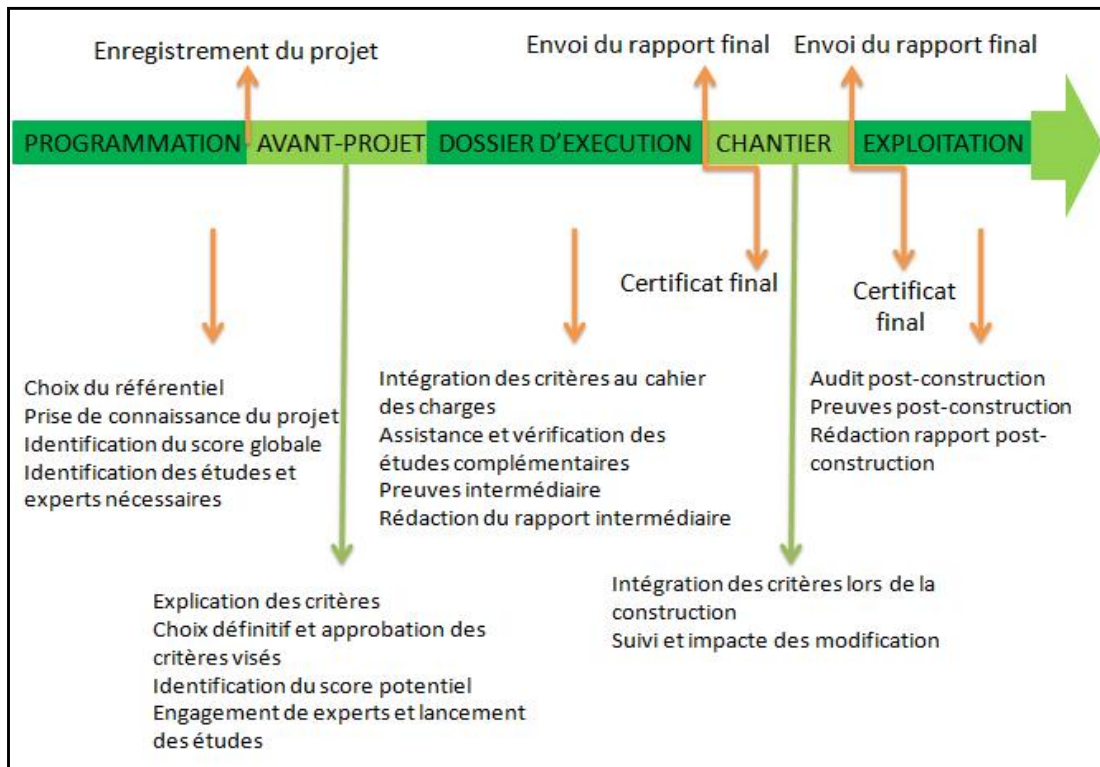 Enregistrement du projet
Envoi du rapport final
Envoi du rapport final
PROGRAMMATION
AVANT-PROJET
DOSSIER D'EXECUTION
CHANTIER
EXPLOITATION
Certificat final
Certificat
final
Choix du référentiel
Prise de connaissance du projet
Identification du score globale
Identification des études et
experts nécessaires
Intégration des critères au cahier
des charges
Assistance et vérification des
études complémentaires
Preuves intermédiaire
Rédaction du rapport intermédiaire
Audit post-construction
Preuves post-construction
Rédaction rapport post-
construction
Explication des critères
Choix définitif et approbation des
critères visés
Identification du score potentiel
Engagement de experts et lancement
des études
Intégration des critères lors de la
construction
Suivi et impacte des modification